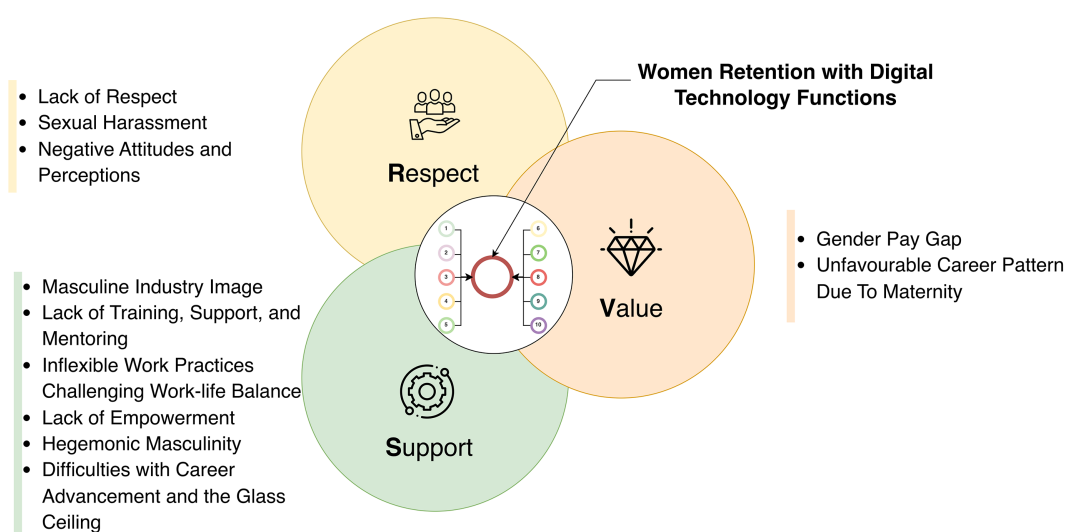 Women Retention with Digital
Technology Functions
• Lack of Respect
• Sexual Harassment
• Negative Attitudes and
Perceptions
Respect
• Gender Pay Gap
• Unfavourable Career Pattern
Due To Maternity
Value
1
2
3
4
5
6
7
8
9
10
• Masculine Industry Image
• Lack of Training, Support, and
Mentoring
• Inflexible Work Practices
Challenging Work-life Balance
• Lack of Empowerment
• Hegemonic Masculinity
• Difficulties with Career
Advancement and the Glass
Ceiling
Support